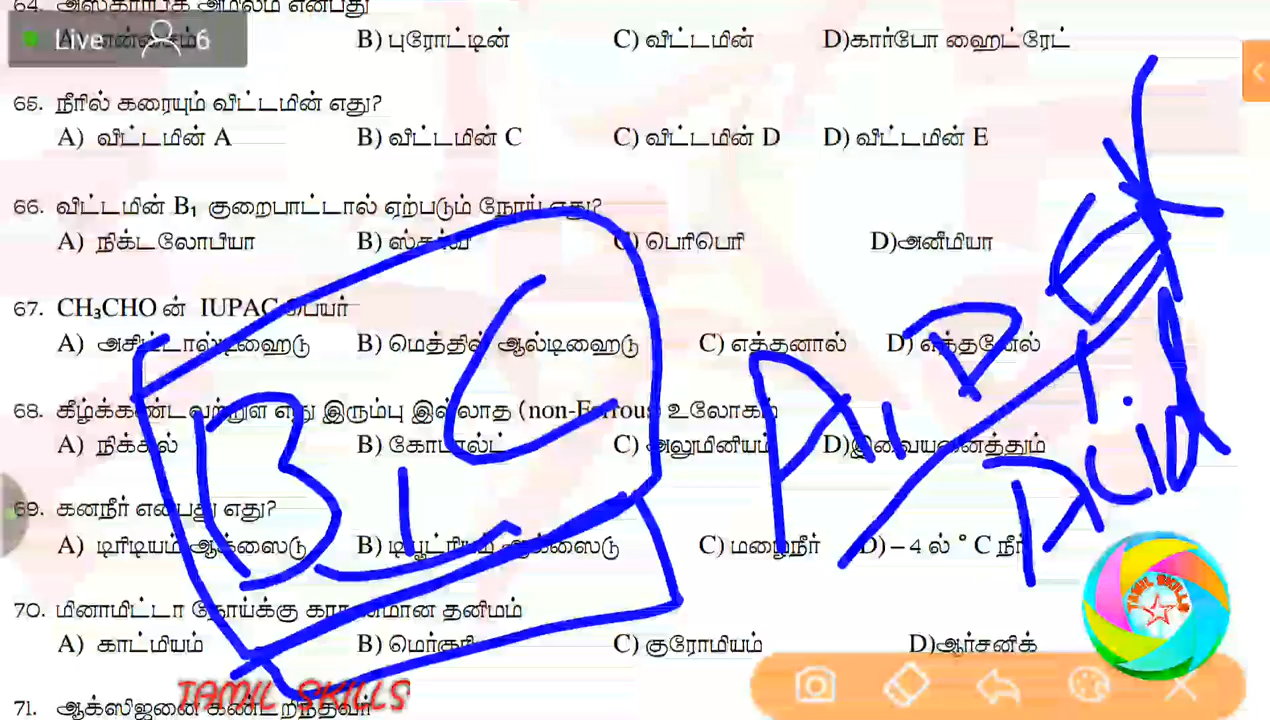 64. அஸ்கார்பிக் அமிலம் என்பது
Live 6
B) புரோட்டின் C) விட்டமின் D)கார்போ ஹைட்ரேட்
65. நீரில் கரையும் விட்டமின் எது?
A) விட்டமின் A B) விட்டமின் C C) விட்டமின் D D) விட்டமின் E
66. விட்டமின் B₁ குறைபாட்டால் ஏற்படும் நோய் எது?
A) நிக்டலோபியா B) ஸ்கர்வி C) பெரிபெரி D)அனீமியா
67. CH₃CHO ன் IUPAC பெயர்
A) அசிட்டால்டிஹைடு B) மெத்தில் ஆல்டிஹைடு C) எத்தனால் D) எத்தனேல்
68. கீழ்க்கண்டவற்றுள் எது இரும்பு இல்லாத (non-Ferrous) உலோகம்
A) நிக்கல் B) கோபால்ட் C) அலுமினியம் D)இவையனைத்தும்
69. கனநீர் என்பது எது?
A) டிரிடியம் ஆக்ஸைடு B) டியூட்ரியம் ஆக்ஸைடு C) மழைநீர் D) – 4 ல் ° C நீர்
70. மினாமிட்டா நோய்க்கு காரணமான தனிமம்
A) காட்மியம் B) மெர்குரி C) குரோமியம் D)ஆர்சனிக்
TAMIL SKILLS
TAMIL SKILLS
71. ஆக்ஸிஜனை கண்டறிந்தவர்